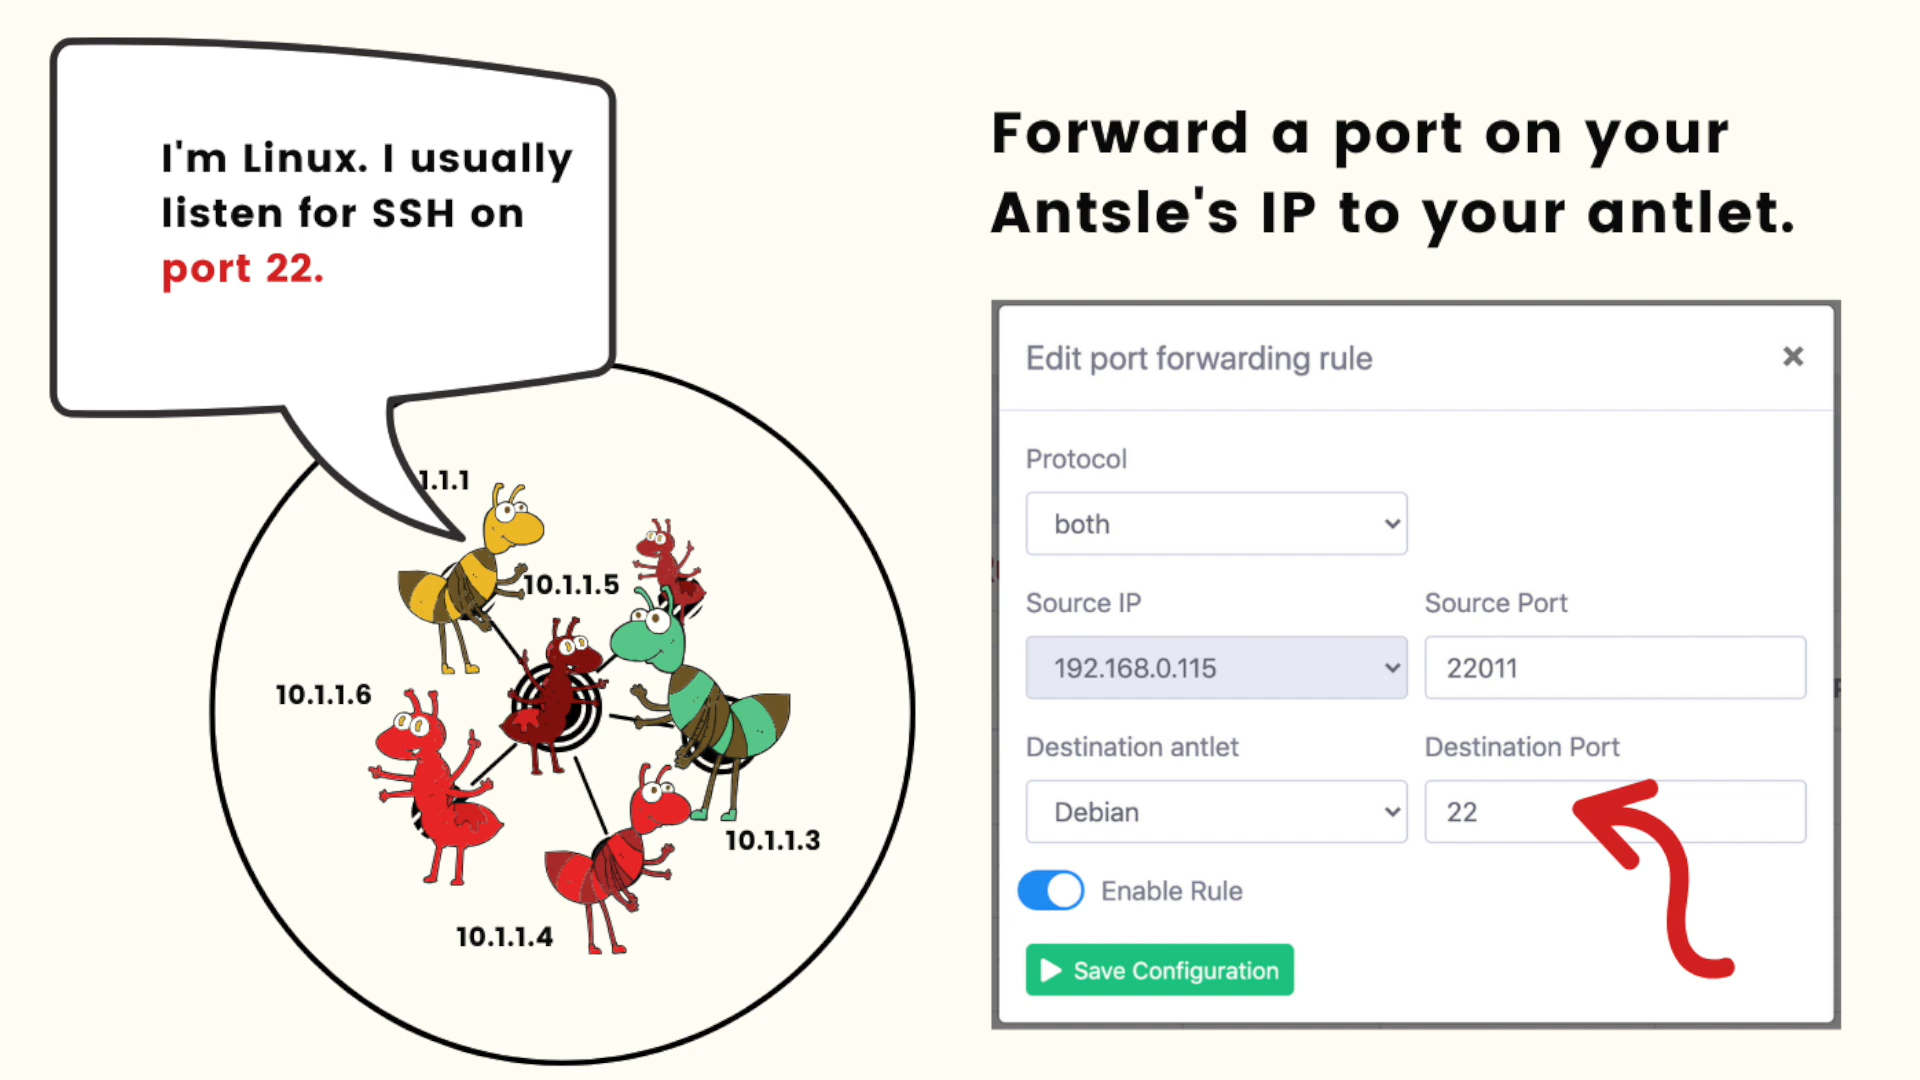 I'm Linux. I usually
listen for SSH on
port 22.
1.1.1
10.1.1.5
10.1.1.6
10.1.1.3
10.1.1.4
Forward a port on your
Antsle's IP to your antlet.
Edit port forwarding rule
Protocol
both
Source IP
Source Port
192.168.0.115
22011
Destination antlet
Destination Port
Debian
22
Enable Rule
Save Configuration